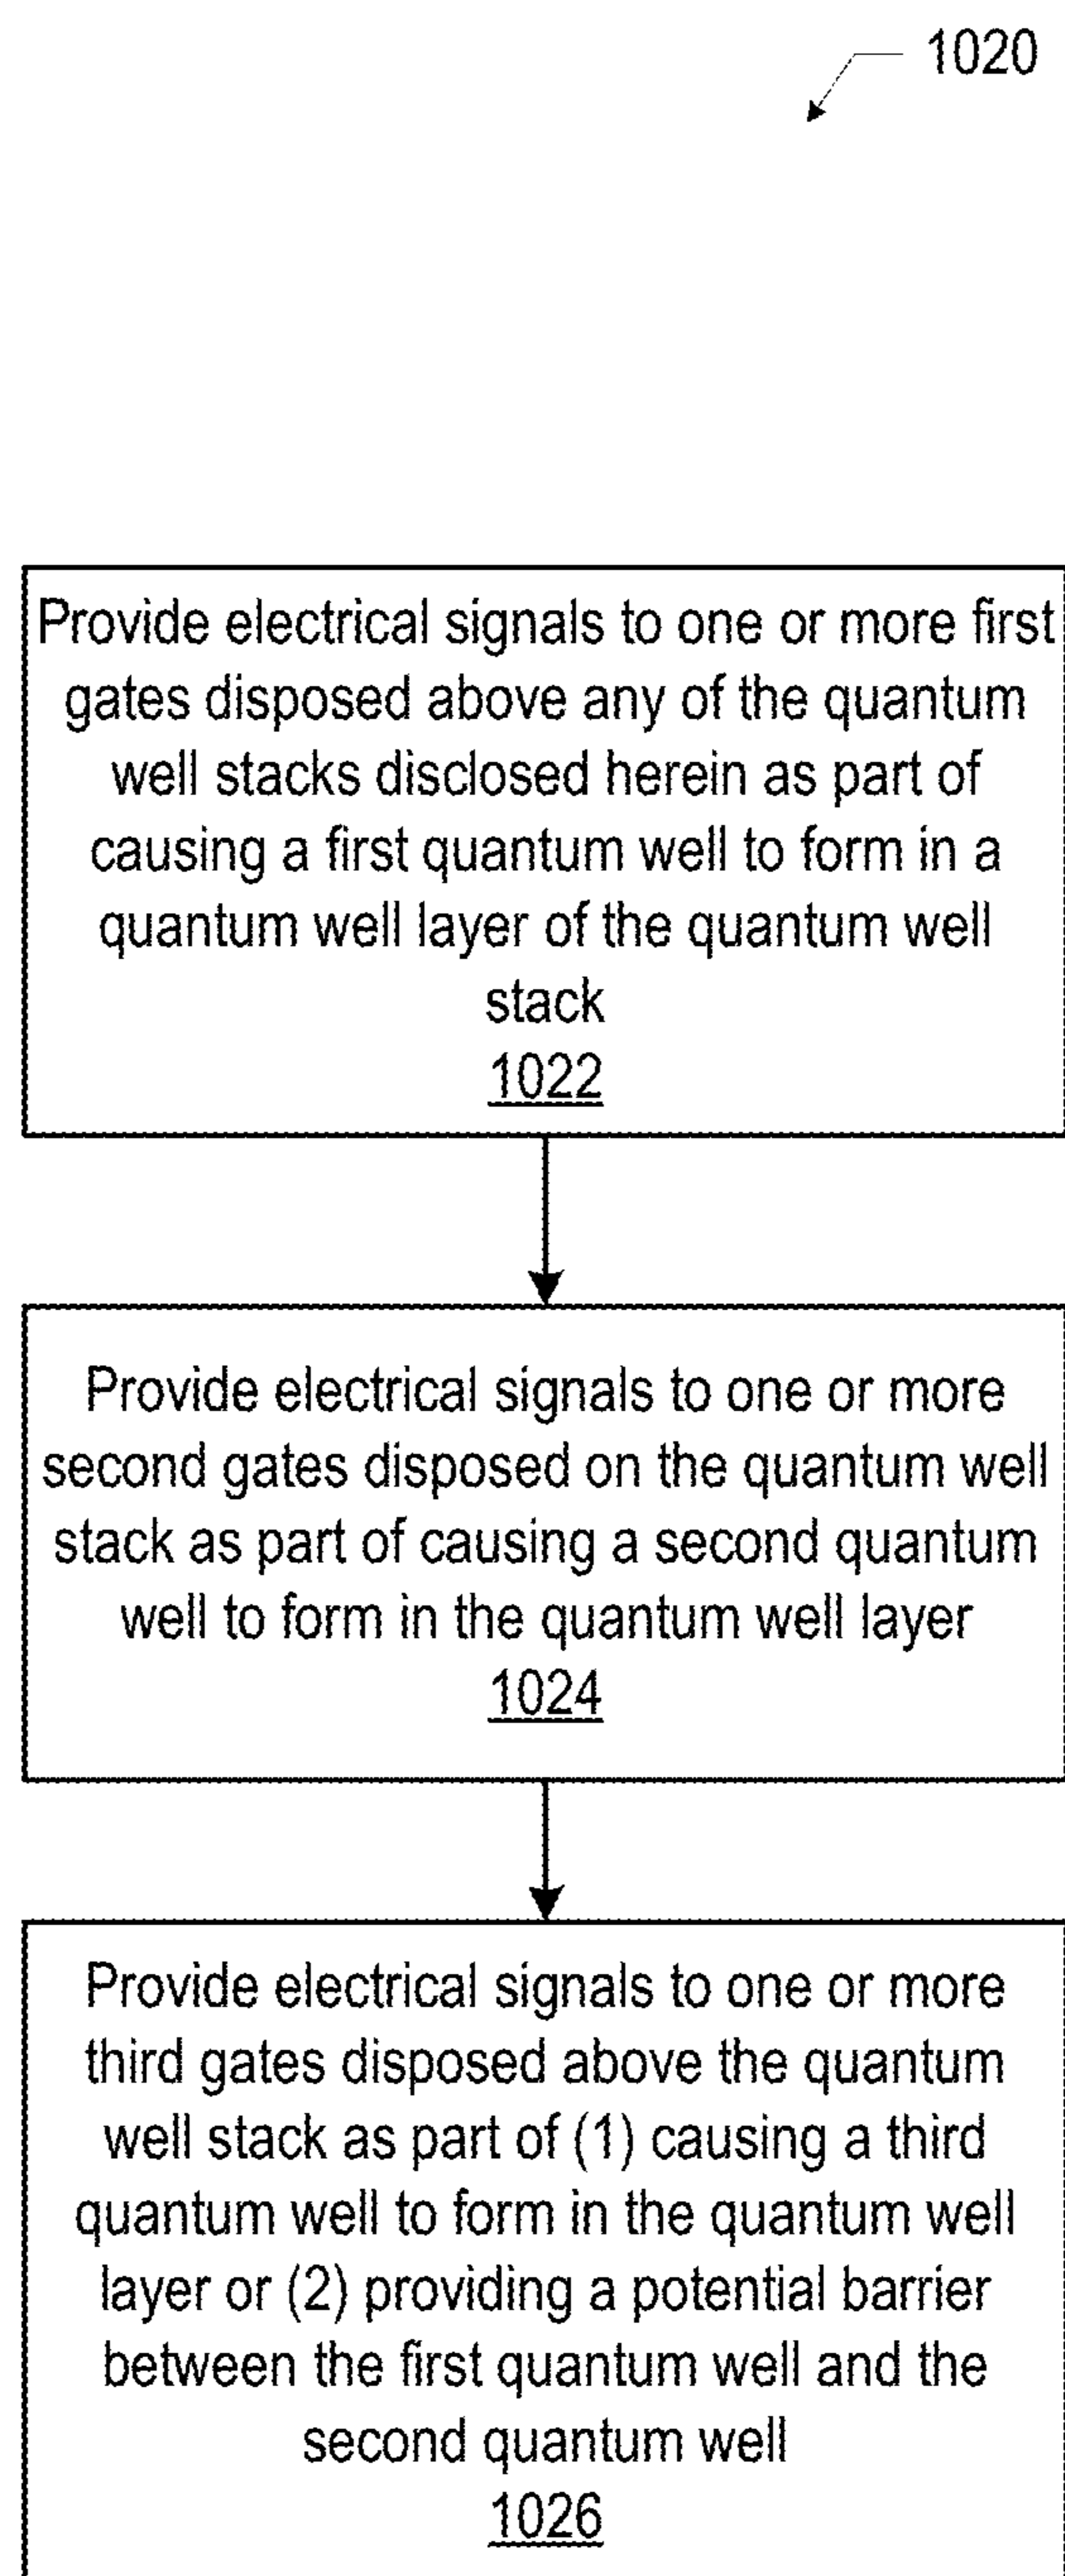 1020
Provide electrical signals to one or more first
gates disposed above any of the quantum
well stacks disclosed herein as part of
causing a first quantum well to form in a
quantum well layer of the quantum well
stack
1022
Provide electrical signals to one or more
second gates disposed on the quantum well
stack as part of causing a second quantum
well to form in the quantum well layer
1024
Provide electrical signals to one or more
third gates disposed above the quantum
well stack as part of (1) causing a third
quantum well to form in the quantum well
layer or (2) providing a potential barrier
between the first quantum well and the
second quantum well
1026